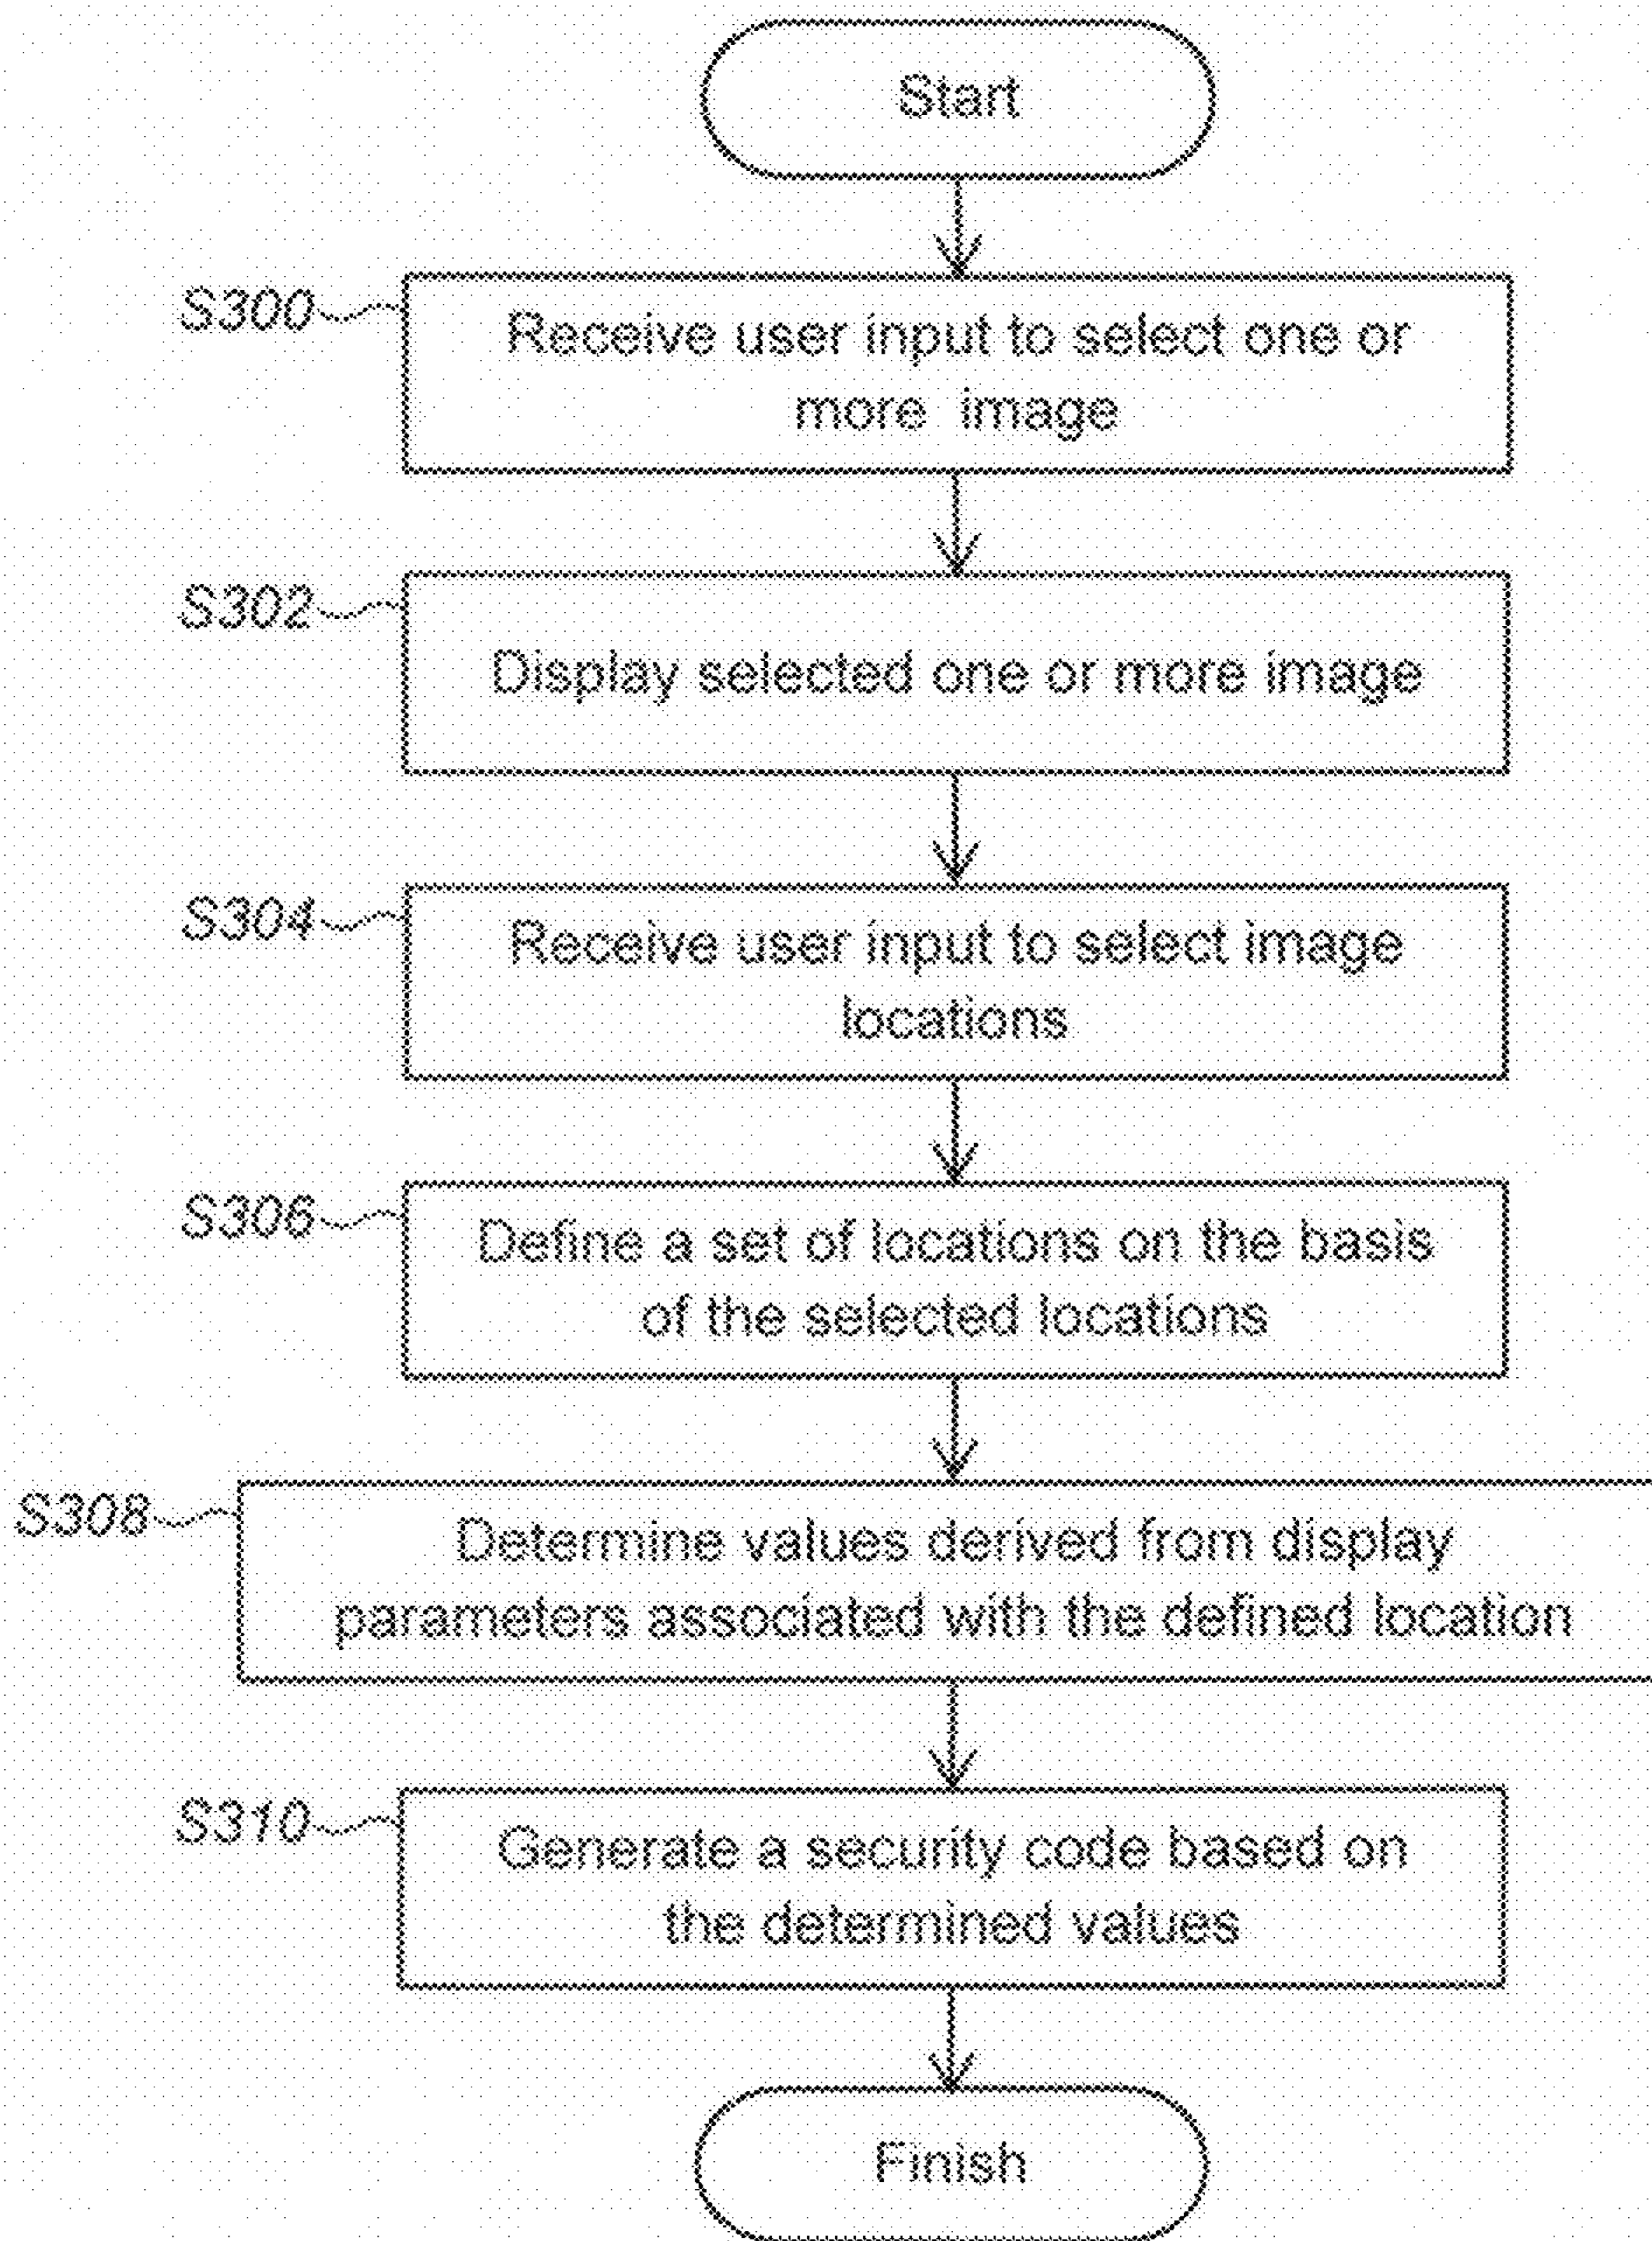 Start
S300
Receive user input to select one or
more image
S302
Display selected one or more image
S304
Receive user input to select image
locations
S306
Define a set of locations on the basis
of the selected locations
S308
Determine values derived from display
parameters associated with the defined location
S310
Generate a security code based on
the determined values
Finish